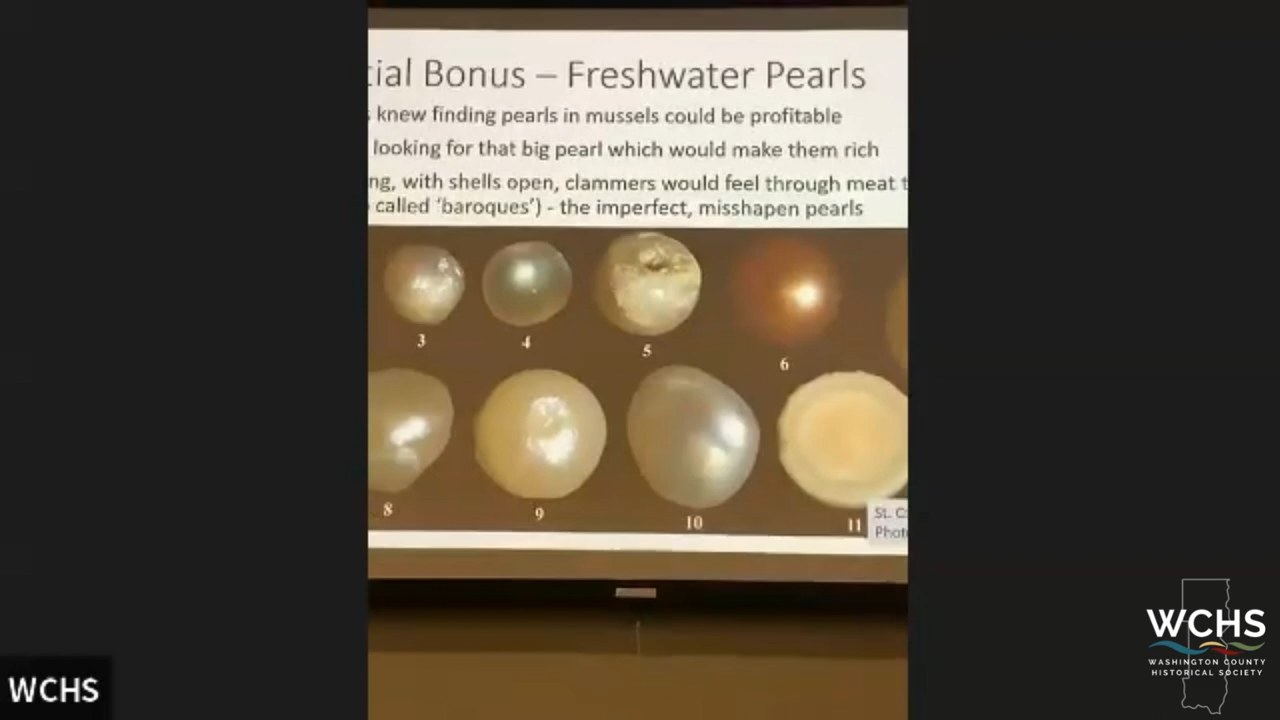 cial Bonus – Freshwater Pearls
s knew finding pearls in mussels could be profitable
looking for that big pearl which would make them rich
ng, with shells open, clammers would feel through meat t
called ‘baroques’) - the imperfect, misshapen pearls
3
4
5
6
8
9
10
11
St. C
Phot
WCHS
WASHINGTON COUNTY
HISTORICAL SOCIETY
WCHS